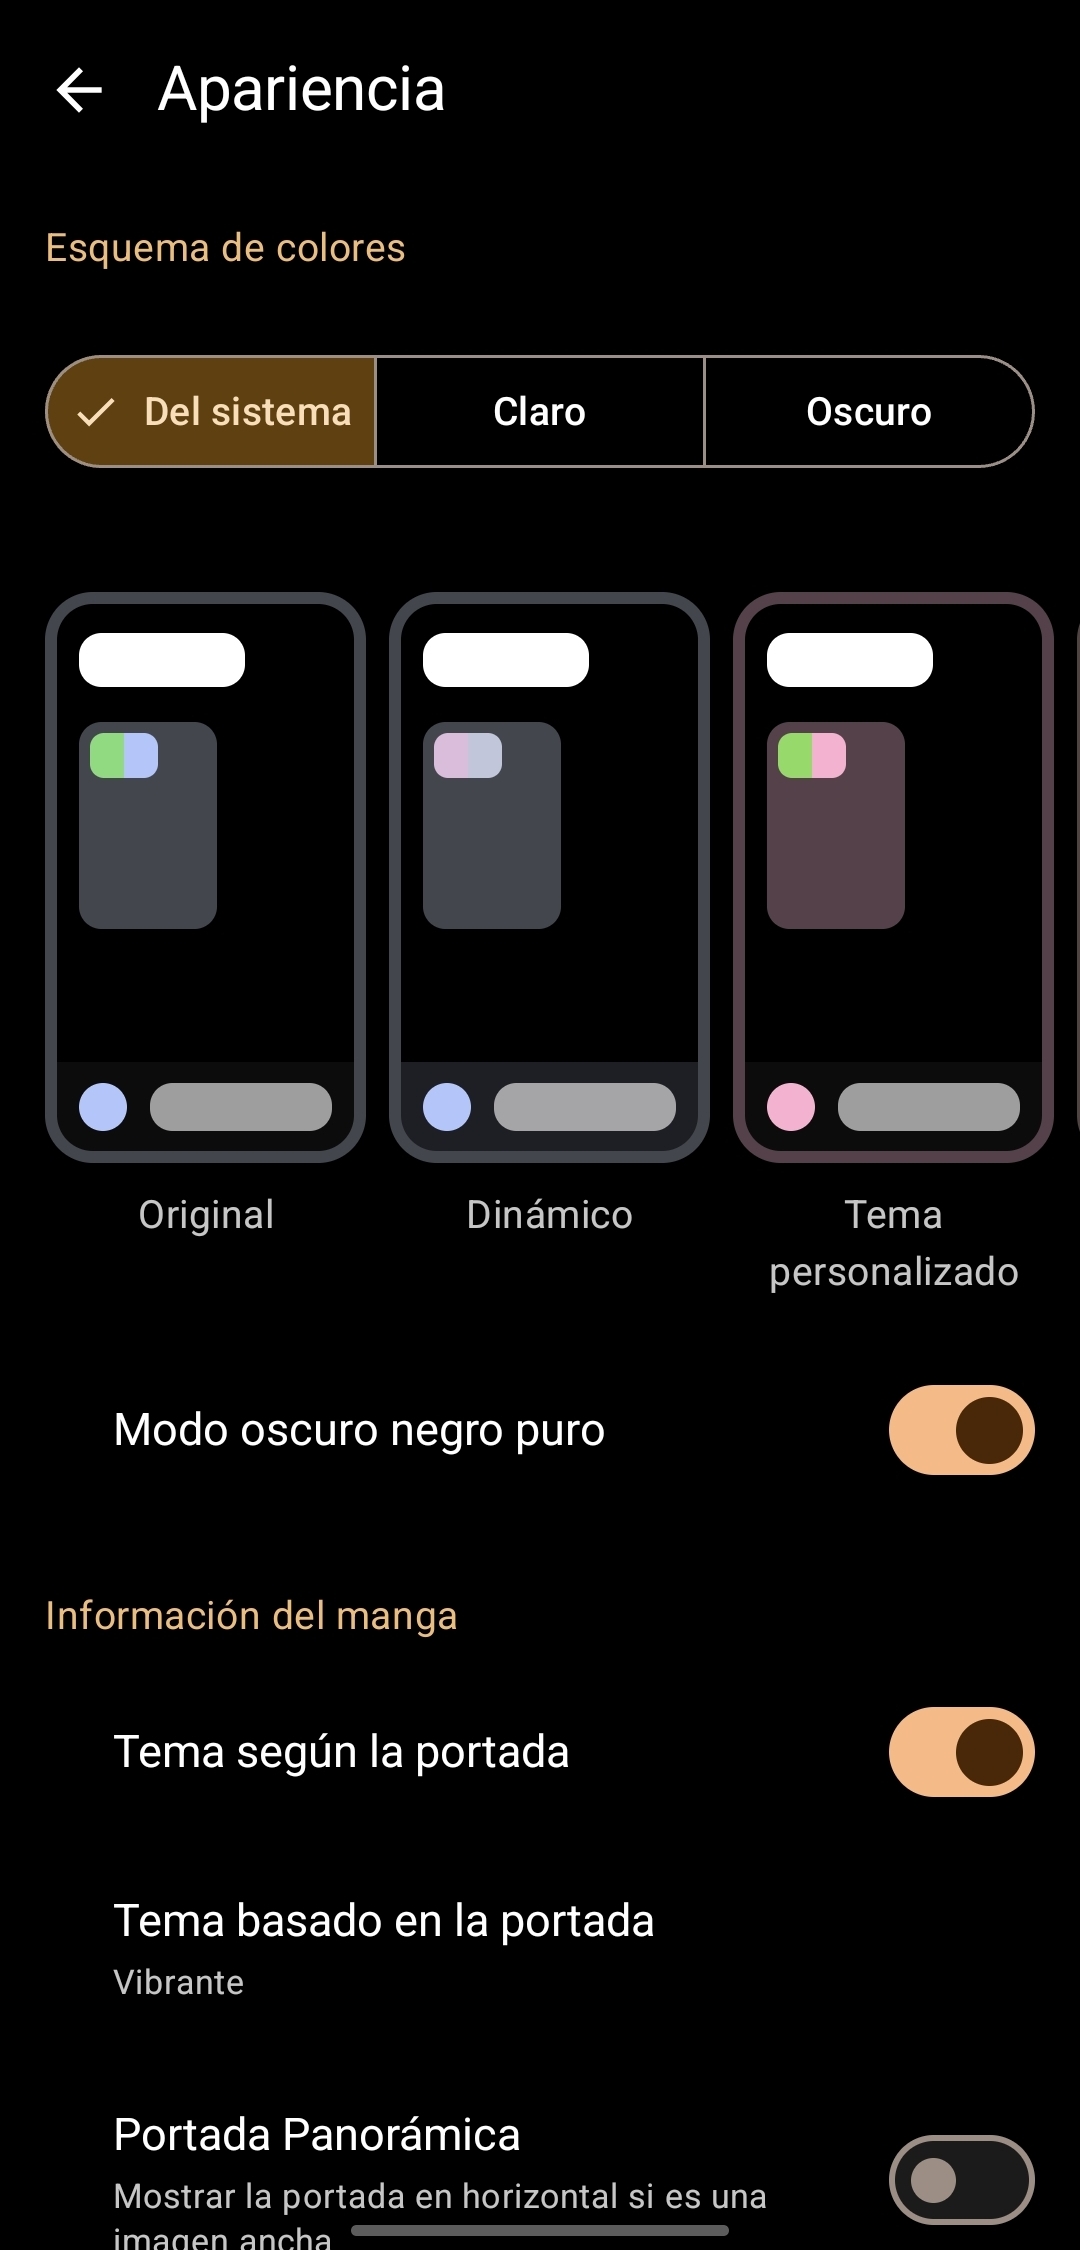 Apariencia
Esquema de colores
Del sistema
Claro
Oscuro
Original
Dinámico
Tema
personalizado
Modo oscuro negro puro
Información del manga
Tema según la portada
Tema basado en la portada
Vibrante
Portada Panorámica
Mostrar la portada en horizontal si es una
imagen ancha